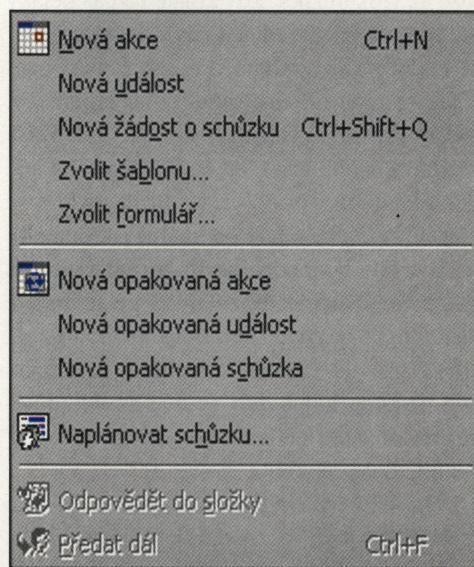 Nová akce Ctrl+N
Nová událost
Nová žádost o schůzku Ctrl+Shift+Q
Zvolit šablonu...
Zvolit formulář...
Nová opakovaná akce
Nová opakovaná událost
Nová opakovaná schůzka
Naplánovat schůzku...
Odpovědět do složky
Předat dál Ctrl+F